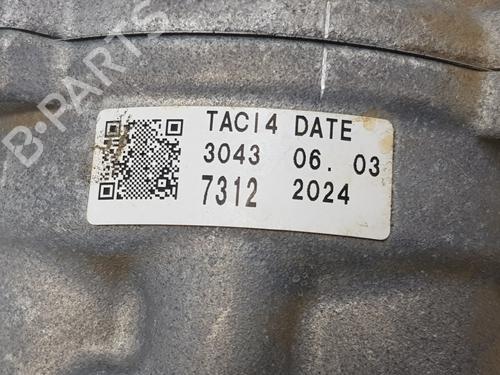 B-PARTS
TACI4 DATE
3043 06. 03
7312 2024